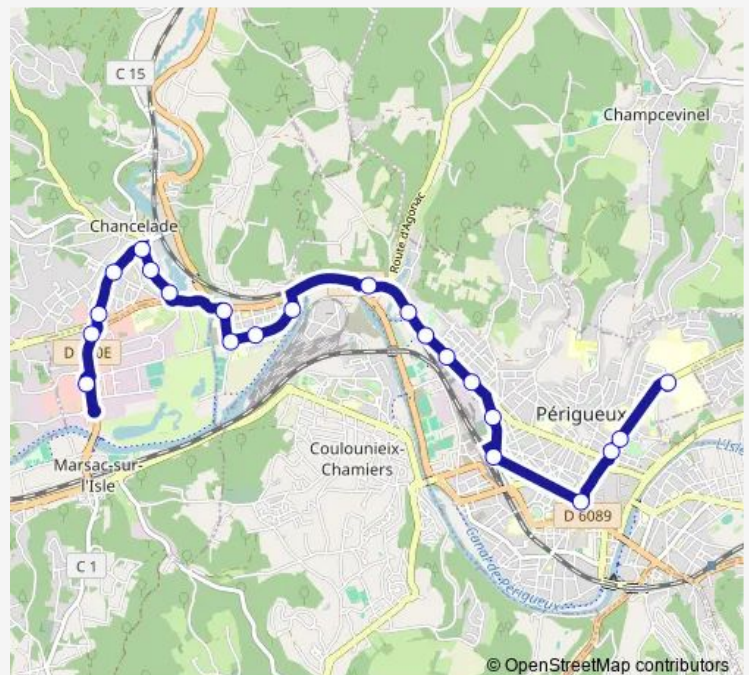 C 15
Champcevinel
Route d'Agonac
Chancelade
Périgueux
Coulounieix-
Chamiers
Marsac-sur-
l'Isle
L'Isle
D 6089
Canal de Périgueux
C 1
© OpenStreetMap contributors